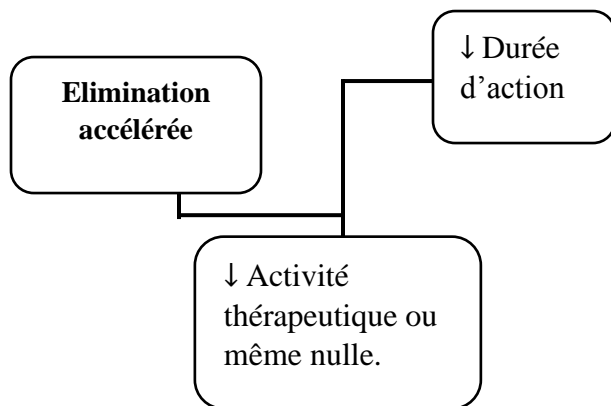 Elimination
accélérée
↓ Durée
d’action
↓ Activité
thérapeutique ou
même nulle.